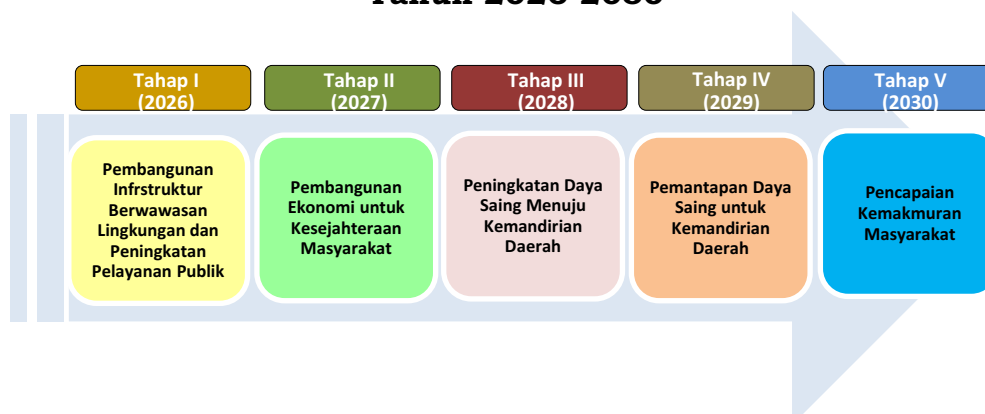 Tahun
Tahap I
(2026)
Pembangunan
Infrstruktur
Berwawasan
Lingkungan dan
Peningkatan
Pelayanan Publik
Tahap II
(2027)
Pembangunan
Ekonomi untuk
Kesejahteraan
Masyarakat
Tahap III
(2028)
Peningkatan Daya
Saing Menuju
Kemandirian
Daerah
Tahap IV
(2029)
Pemantapan Daya
Saing untuk
Kemandirian
Daerah
Tahap V
(2030)
Pencapaian
Kemakmuran
Masyarakat